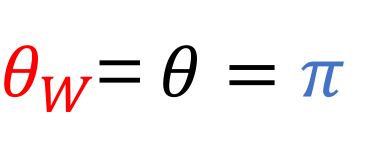 θ_W = θ = π